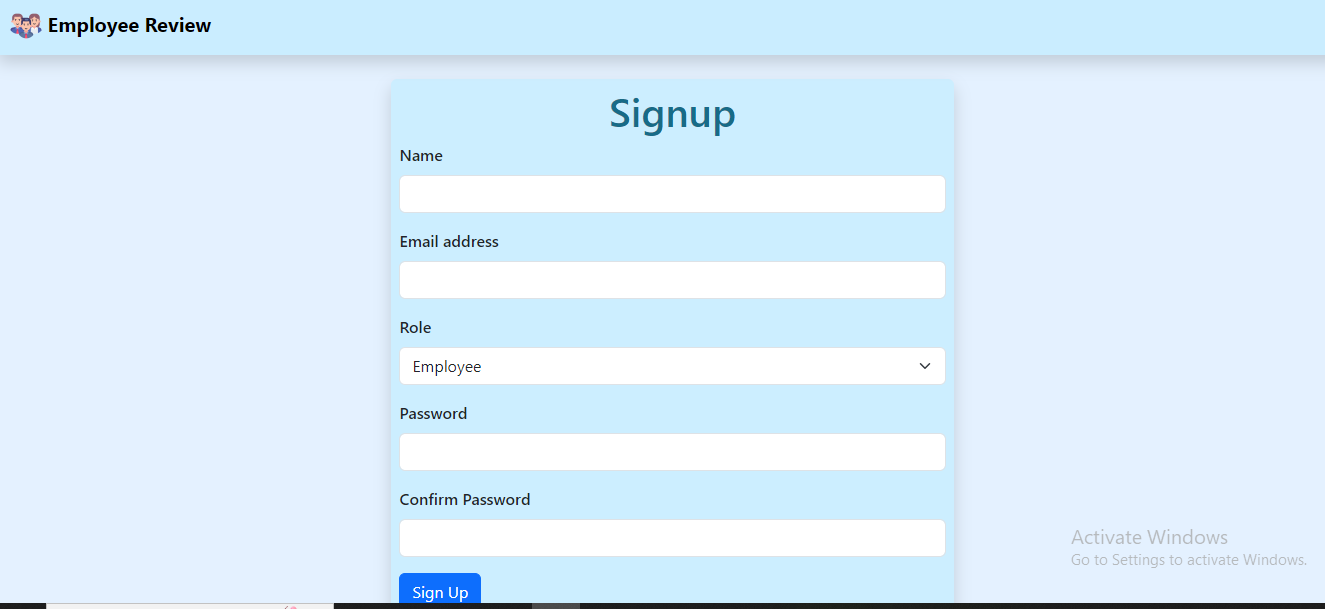 Employee Review
Signup
Name
Email address
Role
Employee
Password
Confirm Password
Sign Up
Activate Windows
Go to Settings to activate Windows.